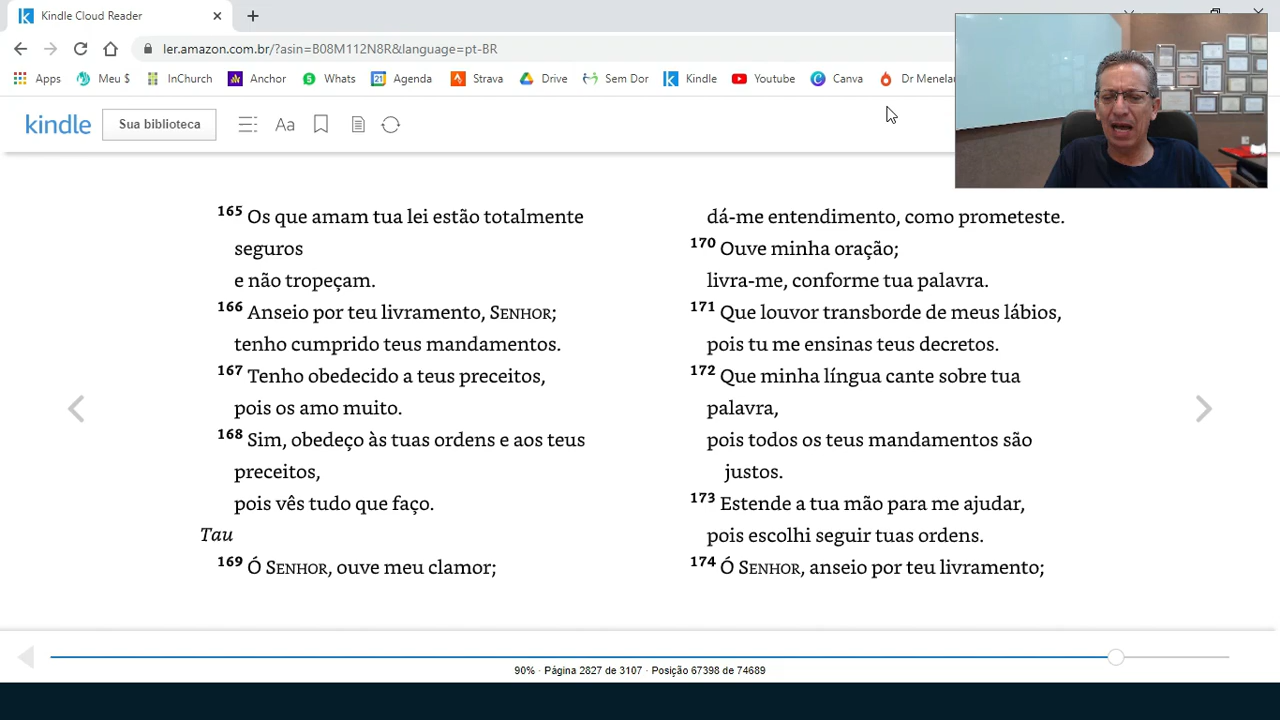 Kindle Cloud Reader
ler.amazon.com.br/?asin=B08M112N8R&language=pt-BR
Apps Meu $ InChurch Anchor Whats Agenda Strava Drive Sem Dor Kindle Youtube Canva Dr Menela
kindle Sua biblioteca Aa
165 Os que amam tua lei estão totalmente
seguros
e não tropeçam.
166 Anseio por teu livramento, SENHOR;
tenho cumprido teus mandamentos.
167 Tenho obedecido a teus preceitos,
pois os amo muito.
168 Sim, obedeço às tuas ordens e aos teus
preceitos,
pois vês tudo que faço.
Tau
169 Ó SENHOR, ouve meu clamor;
dá-me entendimento, como prometeste.
170 Ouve minha oração;
livra-me, conforme tua palavra.
171 Que louvor transborde de meus lábios,
pois tu me ensinas teus decretos.
172 Que minha língua cante sobre tua
palavra,
pois todos os teus mandamentos são
justos.
173 Estende a tua mão para me ajudar,
pois escolhi seguir tuas ordens.
174 Ó SENHOR, anseio por teu livramento;
90% · Página 2827 de 3107 · Posição 67398 de 74689